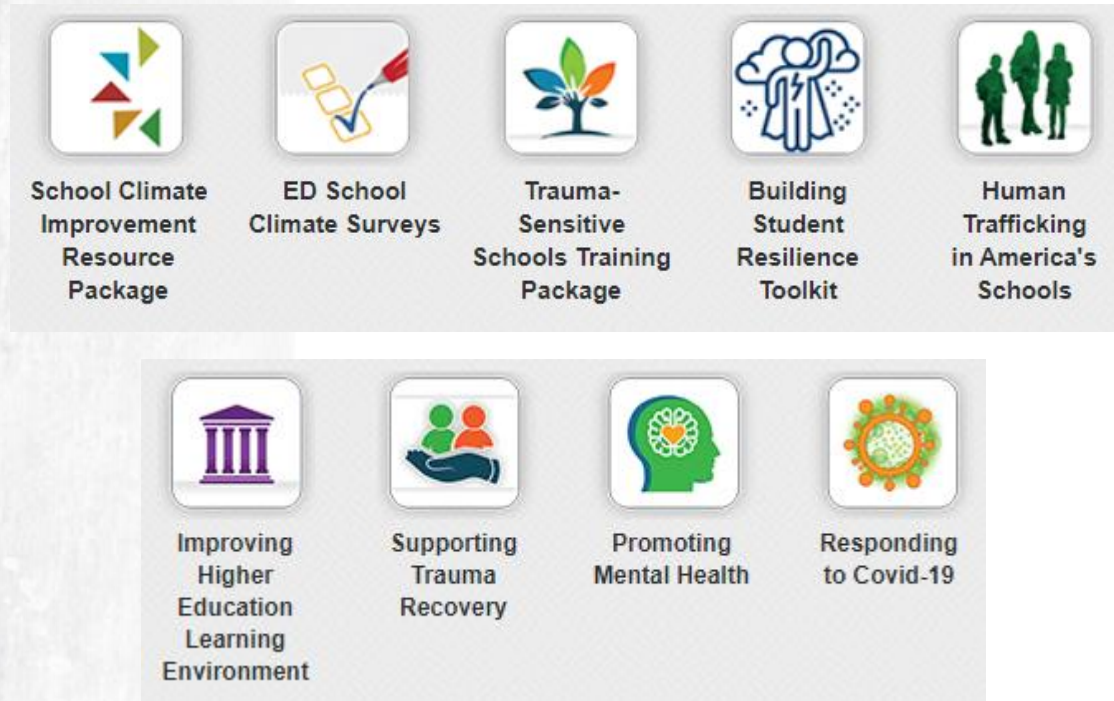 School Climate
Improvement
Resource
Package
ED School
Climate Surveys
Trauma-
Sensitive
Schools Training
Package
Building
Student
Resilience
Toolkit
Human
Trafficking
in America's
Schools
Improving
Higher
Education
Learning
Environment
Supporting
Trauma
Recovery
Promoting
Mental Health
Responding
to Covid-19